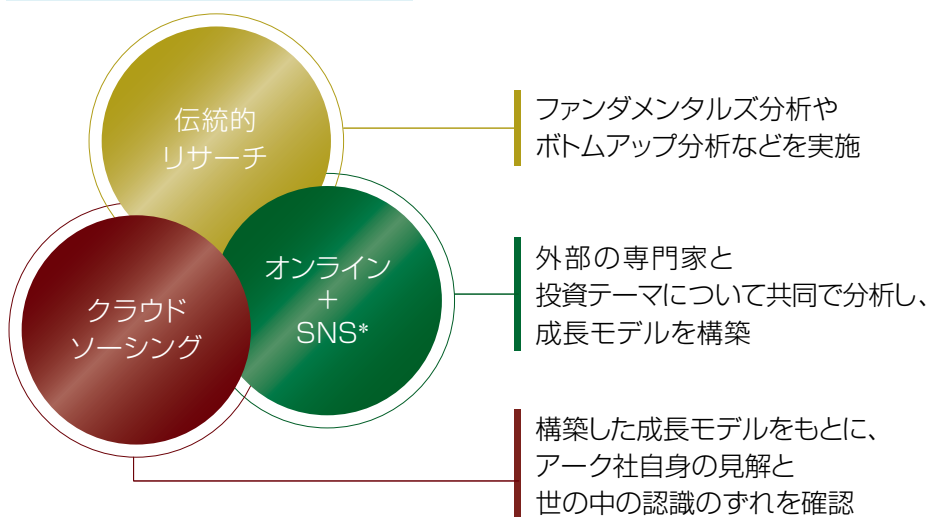 伝統的
リサーチ
ファンダメンタルズ分析や
ボトムアップ分析などを実施
オンライン
+
SNS*
外部の専門家と
投資テーマについて共同で分析し、
成長モデルを構築
クラウド
ソーシング
構築した成長モデルをもとに、
アーク社自身の見解と
世の中の認識のずれを確認